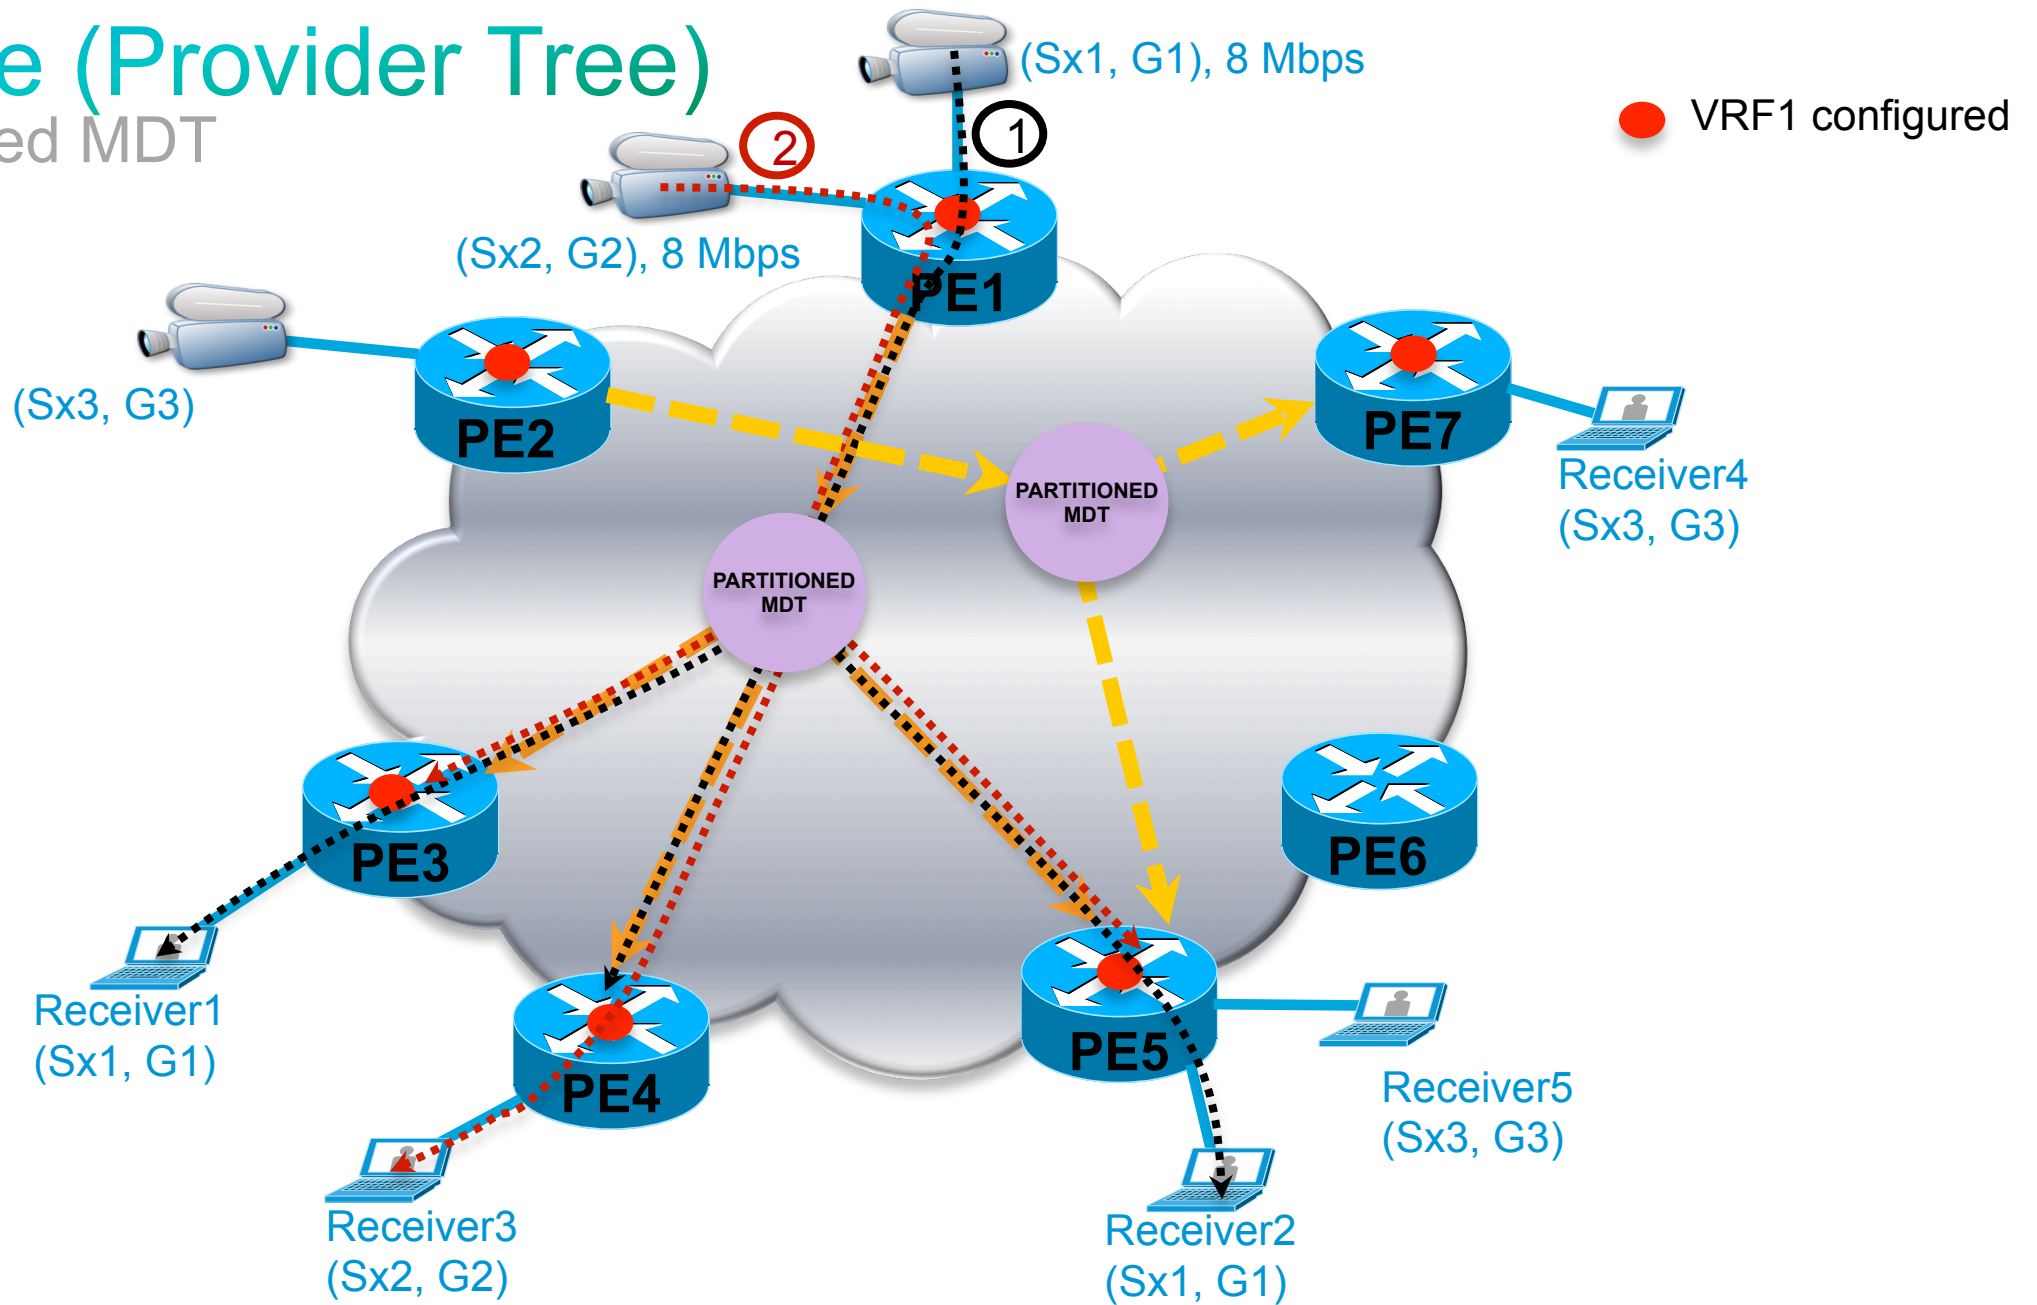 e (Provider Tree)
ed MDT
(Sx1, G1), 8 Mbps
VRF1 configured
2
1
(Sx2, G2), 8 Mbps
PE1
(Sx3, G3)
PE2
PE7
Receiver4
(Sx3, G3)
PARTITIONED
MDT
PARTITIONED
MDT
PE3
PE6
Receiver1
(Sx1, G1)
PE4
PE5
Receiver5
(Sx3, G3)
Receiver3
(Sx2, G2)
Receiver2
(Sx1, G1)